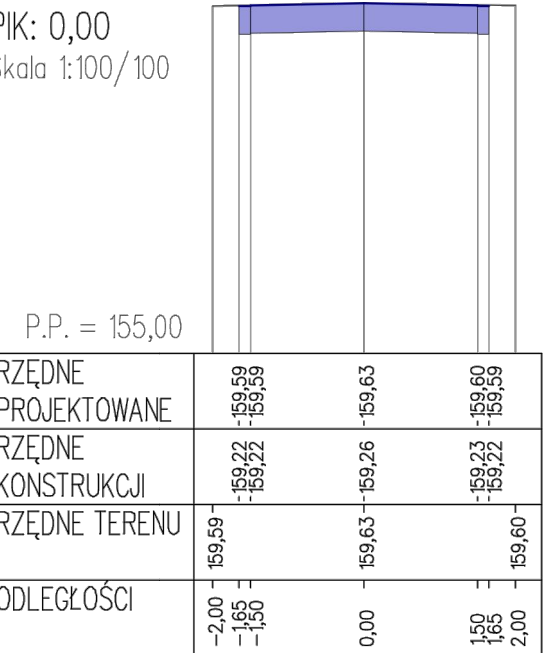 PIK: 0,00
Skala 1:100/100
P.P. = 155,00
RZĘDNE
PROJEKTOWANE
-159,59
-159,59
-159,63
-159,60
-159,59
RZĘDNE
KONSTRUKCJI
-159,22
-159,22
-159,26
-159,23
-159,22
RZĘDNE TERENU
159,59
159,63
159,60
ODLEGŁOŚCI
-2,00
-1,65
-1,50
0,00
1,50
1,65
2,00